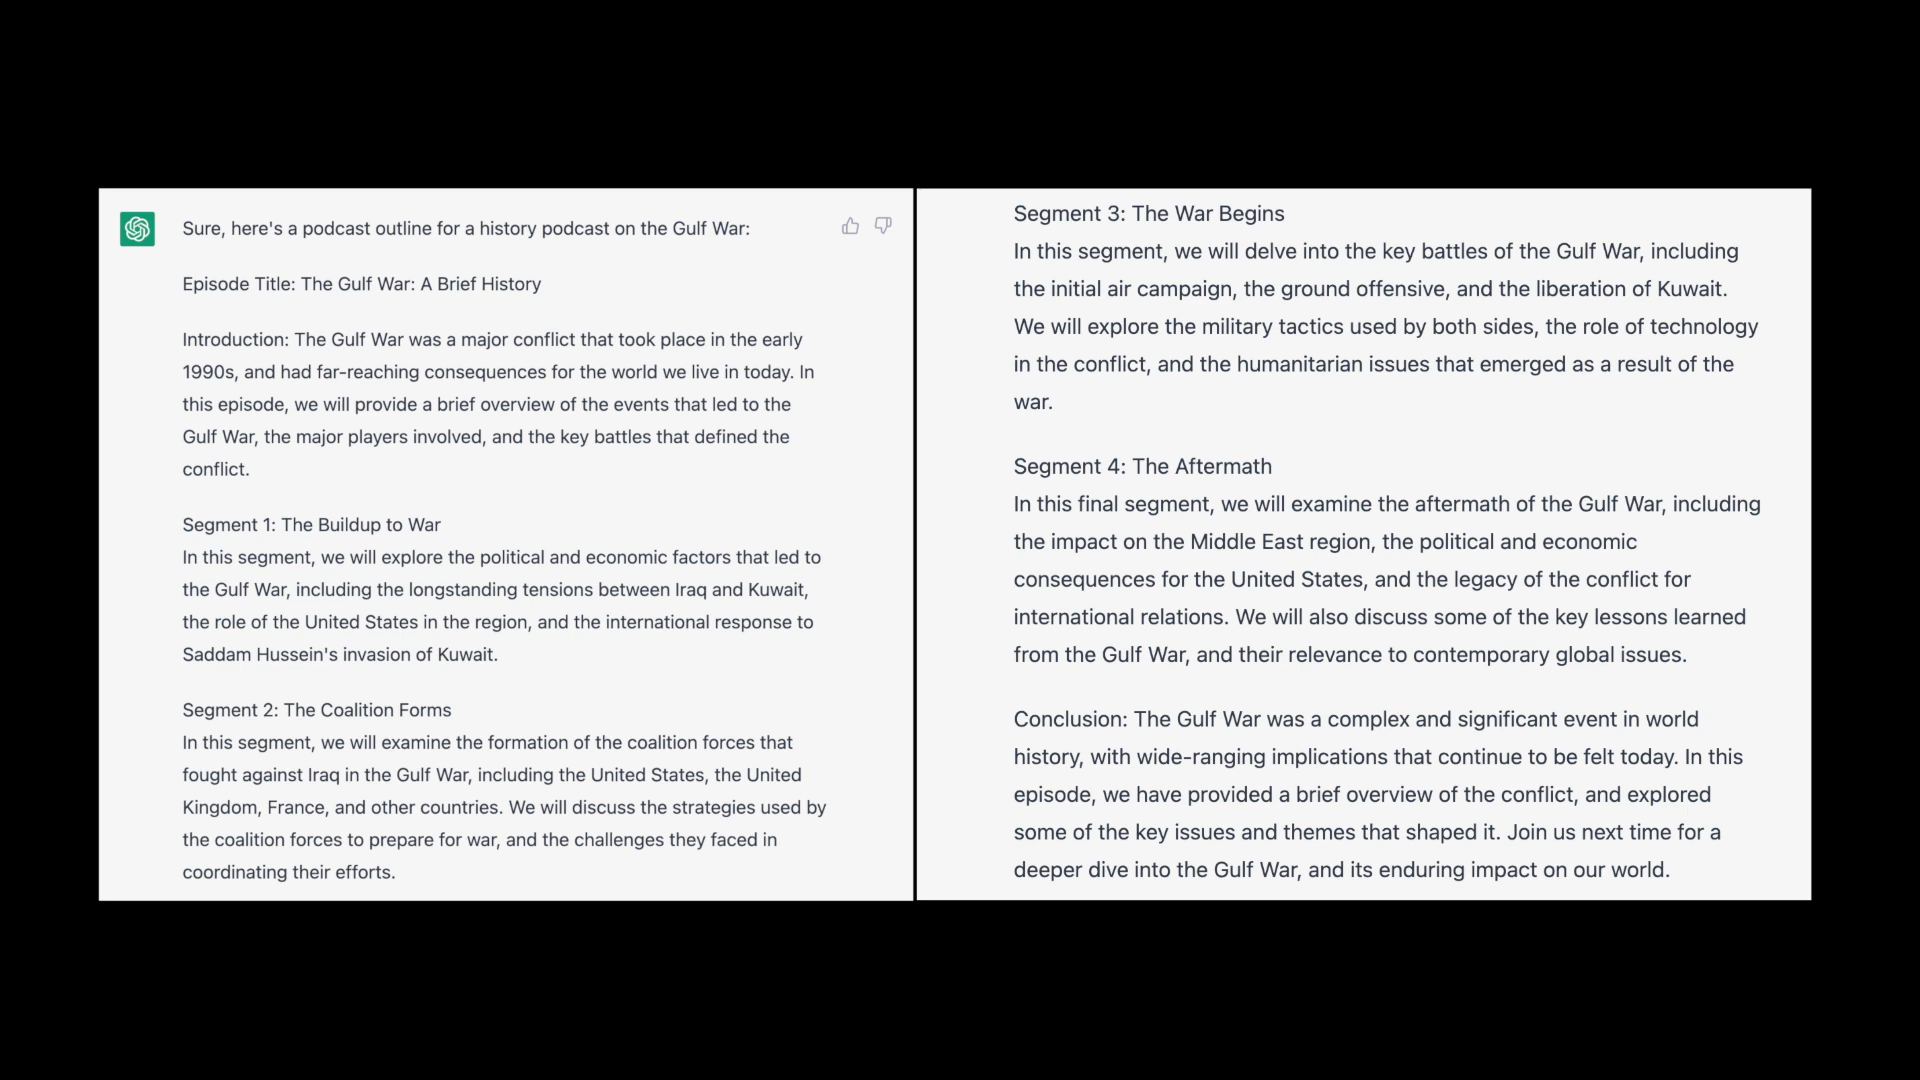 Sure, here's a podcast outline for a history podcast on the Gulf War:
Episode Title: The Gulf War: A Brief History
Introduction: The Gulf War was a major conflict that took place in the early
1990s, and had far-reaching consequences for the world we live in today. In
this episode, we will provide a brief overview of the events that led to the
Gulf War, the major players involved, and the key battles that defined the
conflict.
Segment 1: The Buildup to War
In this segment, we will explore the political and economic factors that led to
the Gulf War, including the longstanding tensions between Iraq and Kuwait,
the role of the United States in the region, and the international response to
Saddam Hussein's invasion of Kuwait.
Segment 2: The Coalition Forms
In this segment, we will examine the formation of the coalition forces that
fought against Iraq in the Gulf War, including the United States, the United
Kingdom, France, and other countries. We will discuss the strategies used by
the coalition forces to prepare for war, and the challenges they faced in
coordinating their efforts.
Segment 3: The War Begins
In this segment, we will delve into the key battles of the Gulf War, including
the initial air campaign, the ground offensive, and the liberation of Kuwait.
We will explore the military tactics used by both sides, the role of technology
in the conflict, and the humanitarian issues that emerged as a result of the
war.
Segment 4: The Aftermath
In this final segment, we will examine the aftermath of the Gulf War, including
the impact on the Middle East region, the political and economic
consequences for the United States, and the legacy of the conflict for
international relations. We will also discuss some of the key lessons learned
from the Gulf War, and their relevance to contemporary global issues.
Conclusion: The Gulf War was a complex and significant event in world
history, with wide-ranging implications that continue to be felt today. In this
episode, we have provided a brief overview of the conflict, and explored
some of the key issues and themes that shaped it. Join us next time for a
deeper dive into the Gulf War, and its enduring impact on our world.